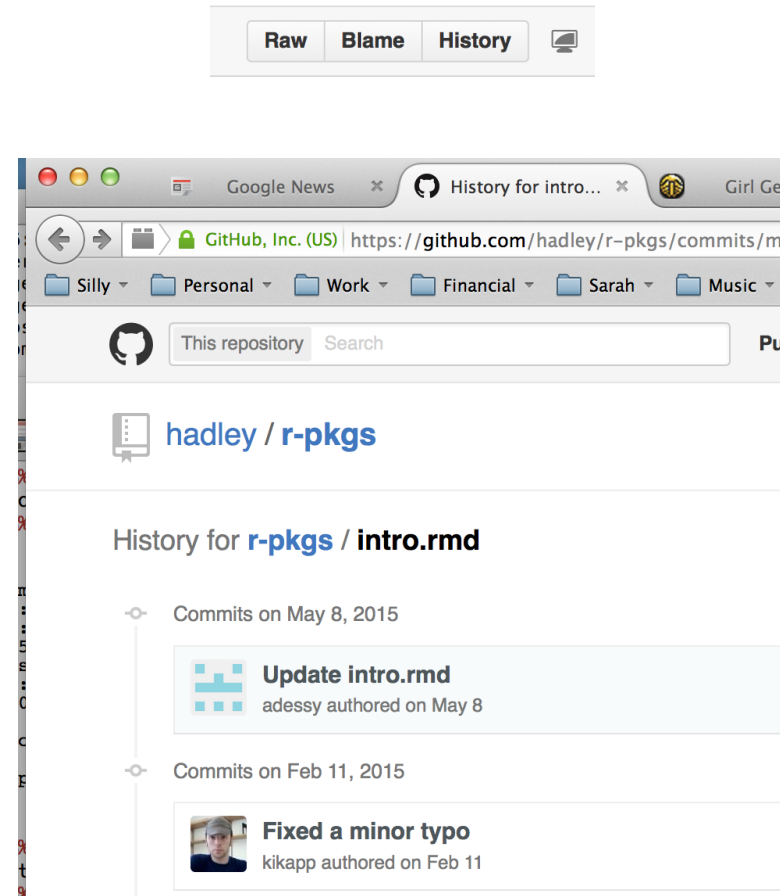 Raw Blame History
Google News History for intro... Girl Ge
GitHub, Inc. (US) https://github.com/hadley/r-pkgs/commits/m
Silly Personal Work Financial Sarah Music
This repository Search Pu
hadley / r-pkgs
History for r-pkgs / intro.rmd
Commits on May 8, 2015
Update intro.rmd
adessy authored on May 8
Commits on Feb 11, 2015
Fixed a minor typo
kikapp authored on Feb 11